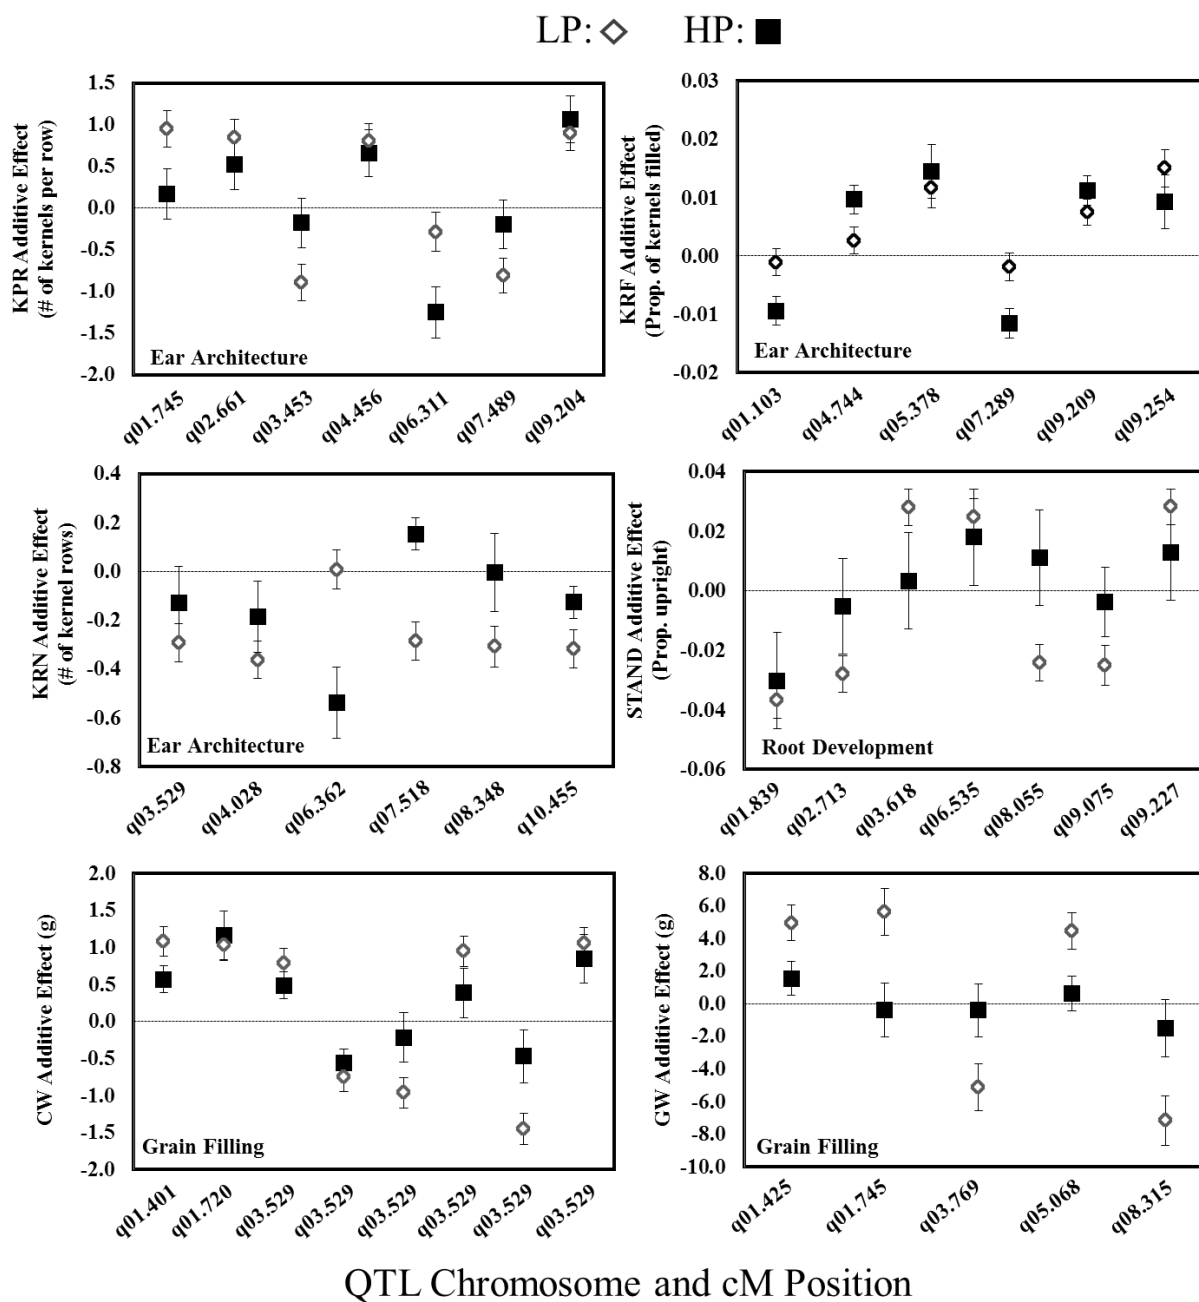 LP: HP:
KPR Additive Effect
(# of kernels per row)
1.5
1.0
0.5
0.0
-0.5
-1.0
-1.5
-2.0
Ear Architecture
q01.745 q02.661 q03.453 q04.456 q06.311 q07.489 q09.204
KRF Additive Effect
(Prop. of kernels filled)
0.03
0.02
0.01
0.00
-0.01
-0.02
Ear Architecture
q01.103 q04.744 q05.378 q07.289 q09.209 q09.254
KRN Additive Effect
(# of kernel rows)
0.4
0.2
0.0
-0.2
-0.4
-0.6
-0.8
Ear Architecture
q03.529 q04.028 q06.362 q07.518 q08.348 q10.455
STAND Additive Effect
(Prop. upright)
0.04
0.02
0.00
-0.02
-0.04
-0.06
Root Development
q01.839 q02.713 q03.618 q06.535 q08.055 q09.075 q09.227
CW Additive Effect (g)
2.0
1.5
1.0
0.5
0.0
-0.5
-1.0
-1.5
-2.0
Grain Filling
q01.401 q01.720 q03.529 q03.529 q03.529 q03.529 q03.529 q03.529
GW Additive Effect (g)
8.0
6.0
4.0
2.0
0.0
-2.0
-4.0
-6.0
-8.0
-10.0
Grain Filling
q01.425 q01.745 q03.769 q05.068 q08.315
QTL Chromosome and cM Position